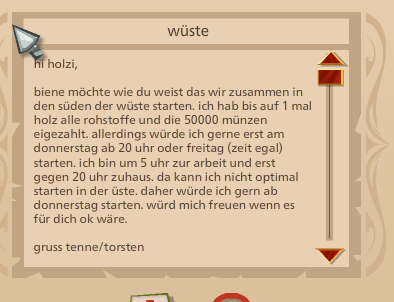 wüste
hi holzi,
biene möchte wie du weist das wir zusammen in
den süden der wüste starten. ich hab bis auf 1 mal
holz alle rohstoffe und die 50000 münzen
eigezahlt. allerdings würde ich gerne erst am
donnerstag ab 20 uhr oder freitag (zeit egal)
starten. ich bin um 5 uhr zur arbeit und erst
gegen 20 uhr zuhaus. da kann ich nicht optimal
starten in der üste. daher würde ich gern ab
donnerstag starten. würd mich freuen wenn es
für dich ok wäre.
gruss tenne/torsten